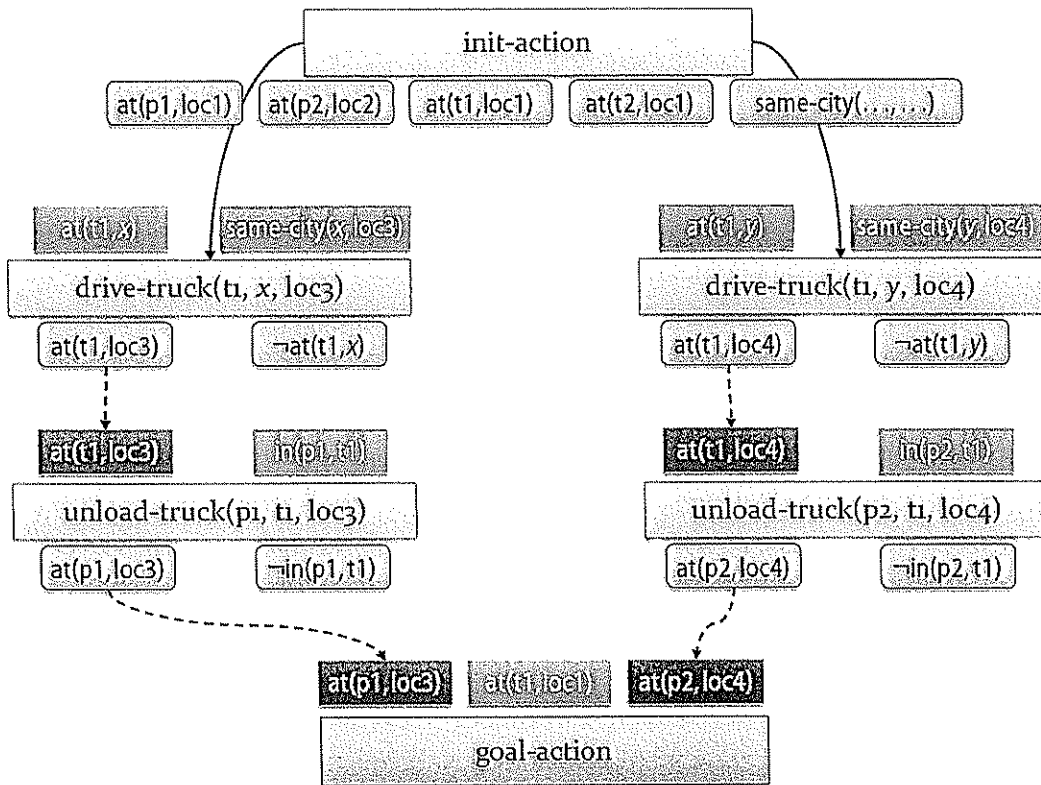 init-action
at(p1,loc1) at(p2,loc2) at(t1,loc1) at(t2,loc1) same-city(…,…)
at(t1,x) same-city(x,loc3) at(t1,y) same-city(y,loc4)
drive-truck(t1, x, loc3) drive-truck(t1, y, loc4)
at(t1,loc3) ¬at(t1,x) at(t1,loc4) ¬at(t1,y)
at(t1,loc3) in(p1,t1) at(t1,loc4) in(p2,t1)
unload-truck(p1, t1, loc3) unload-truck(p2, t1, loc4)
at(p1,loc3) ¬in(p1,t1) at(p2,loc4) ¬in(p2,t1)
at(p1,loc3) at(t1,loc1) at(p2,loc4)
goal-action